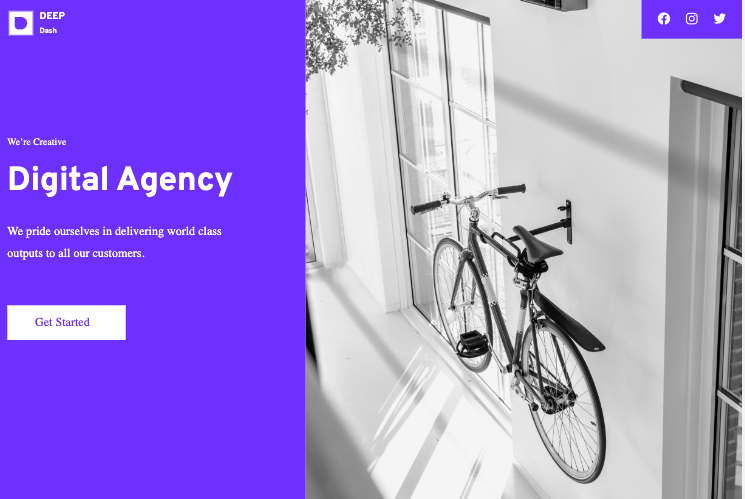 DEEP
Dash
We're Creative
Digital Agency
We pride ourselves in delivering world class
outputs to all our customers.
Get Started